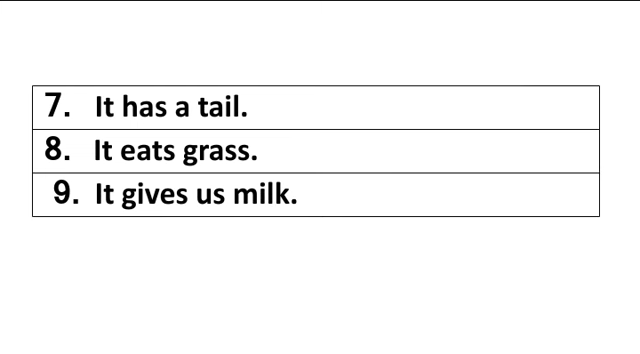 7. It has a tail.
8. It eats grass.
9. It gives us milk.